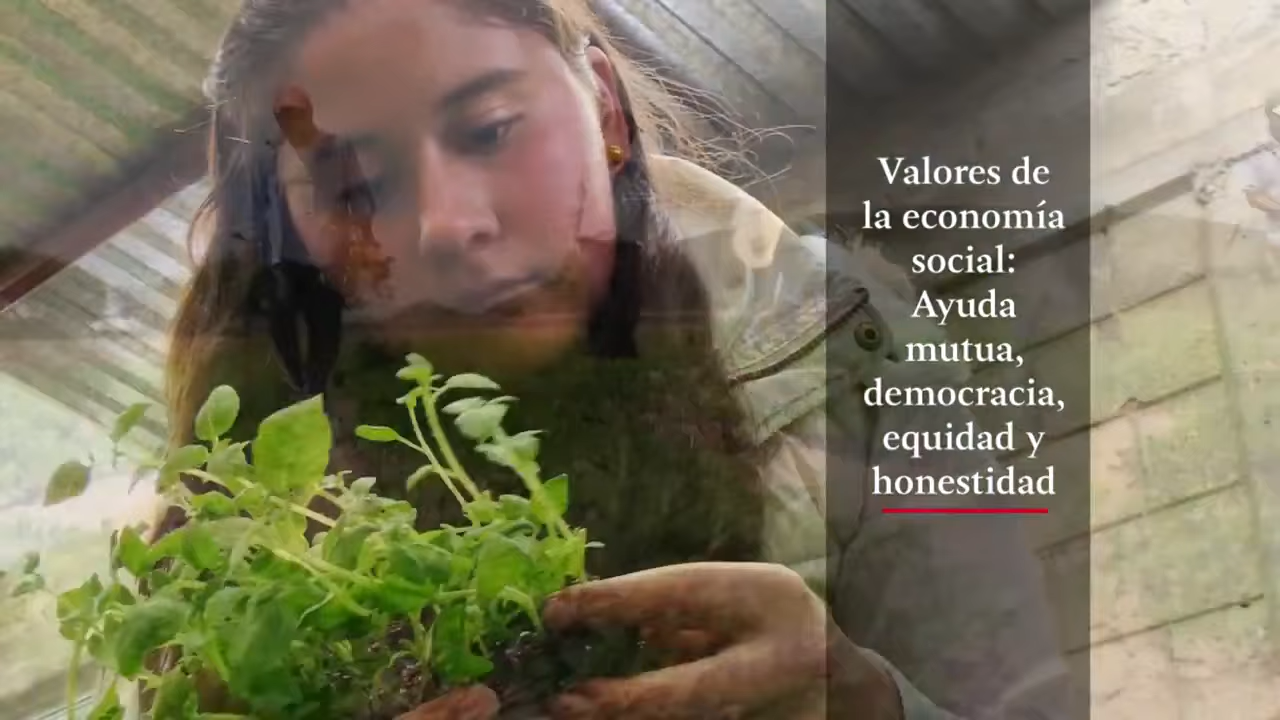 Valores de
la economía
social:
Ayuda
mutua,
democracia,
equidad y
honestidad